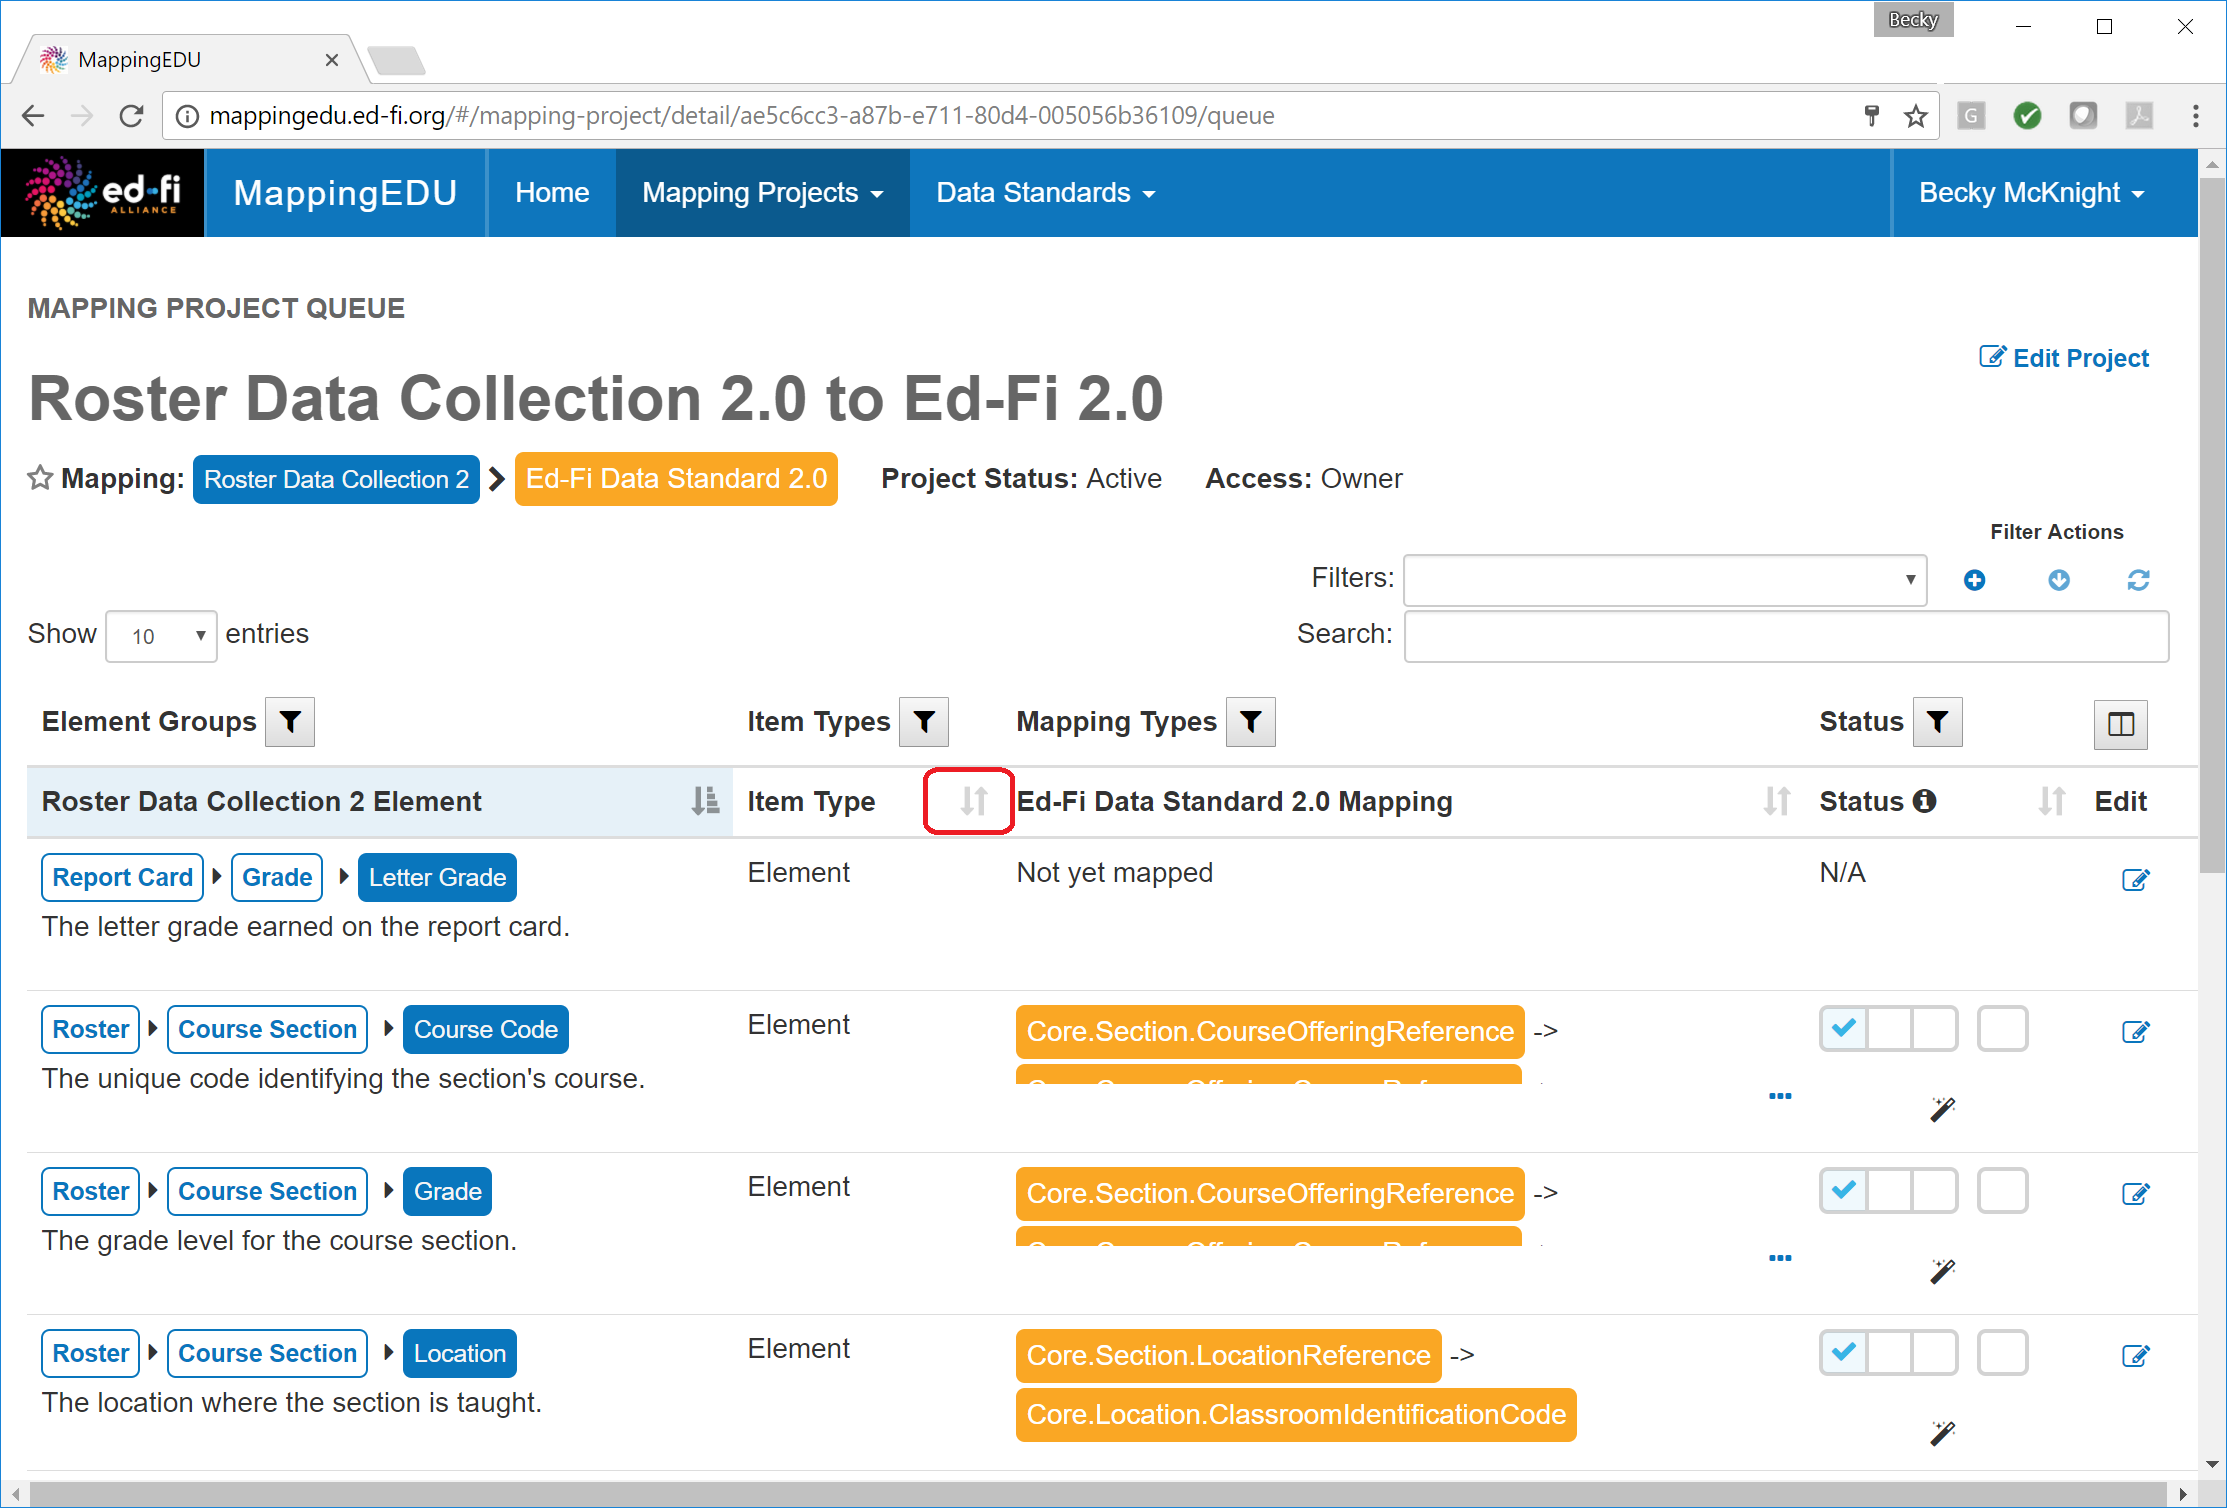 Becky
MappingEDU
mappingedu.ed-fi.org/#/mapping-project/detail/ae5c6cc3-a87b-e711-80d4-005056b36109/queue
G
ed-fi
ALLIANCE
MappingEDU Home Mapping Projects Data Standards Becky McKnight
MAPPING PROJECT QUEUE
Edit Project
Roster Data Collection 2.0 to Ed-Fi 2.0
Mapping: Roster Data Collection 2 Ed-Fi Data Standard 2.0 Project Status: Active Access: Owner
Filter Actions
Filters:
Show 10 entries
Search:
Element Groups Item Types Mapping Types Status
Roster Data Collection 2 Element Item Type Ed-Fi Data Standard 2.0 Mapping Status Edit
Report Card Grade Letter Grade Element Not yet mapped N/A
The letter grade earned on the report card.
Roster Course Section Course Code Element Core.Section.CourseOfferingReference ->
The unique code identifying the section's course.
...
Roster Course Section Grade Element Core.Section.CourseOfferingReference ->
The grade level for the course section.
...
Roster Course Section Location Element Core.Section.LocationReference ->
The location where the section is taught.
Core.Location.ClassroomIdentificationCode